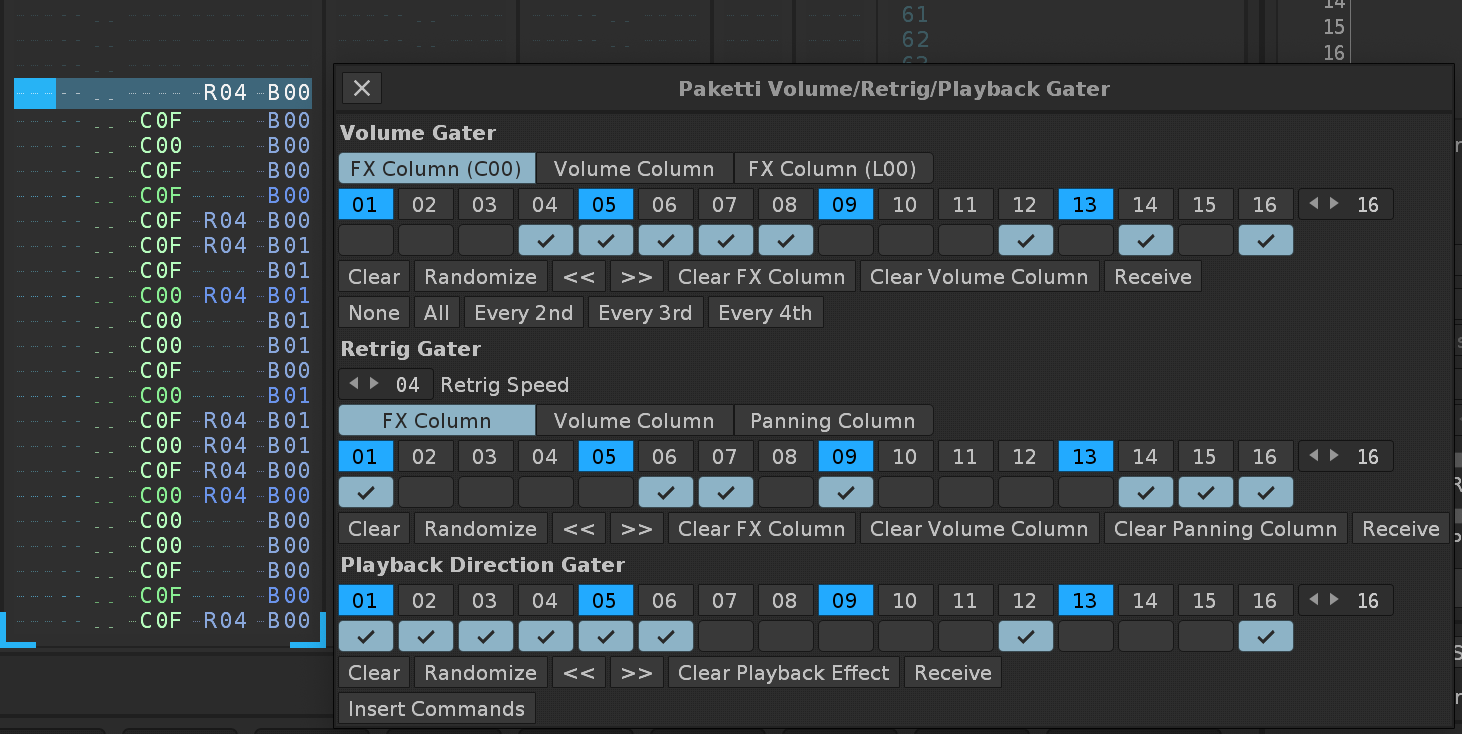 61
62
14
15
16
R04 B00
C0F B00
C00 B00
C0F B00
C0F B00
C0F R04 B00
C0F R04 B01
C0F B01
C00 R04 B01
C00 B01
C00 B01
C0F B00
C00 B01
C0F R04 B01
C00 R04 B01
C0F R04 B00
C00 R04 B00
C00 B00
C00 B00
C0F B00
C0F B00
C0F R04 B00
Paketti Volume/Retrig/Playback Gater
Volume Gater
FX Column (C00) Volume Column FX Column (L00)
01 02 03 04 05 06 07 08 09 10 11 12 13 14 15 16 16
Clear Randomize << >> Clear FX Column Clear Volume Column Receive
None All Every 2nd Every 3rd Every 4th
Retrig Gater
04 Retrig Speed
FX Column Volume Column Panning Column
01 02 03 04 05 06 07 08 09 10 11 12 13 14 15 16 16
Clear Randomize << >> Clear FX Column Clear Volume Column Clear Panning Column Receive
Playback Direction Gater
01 02 03 04 05 06 07 08 09 10 11 12 13 14 15 16 16
Clear Randomize << >> Clear Playback Effect Receive
Insert Commands